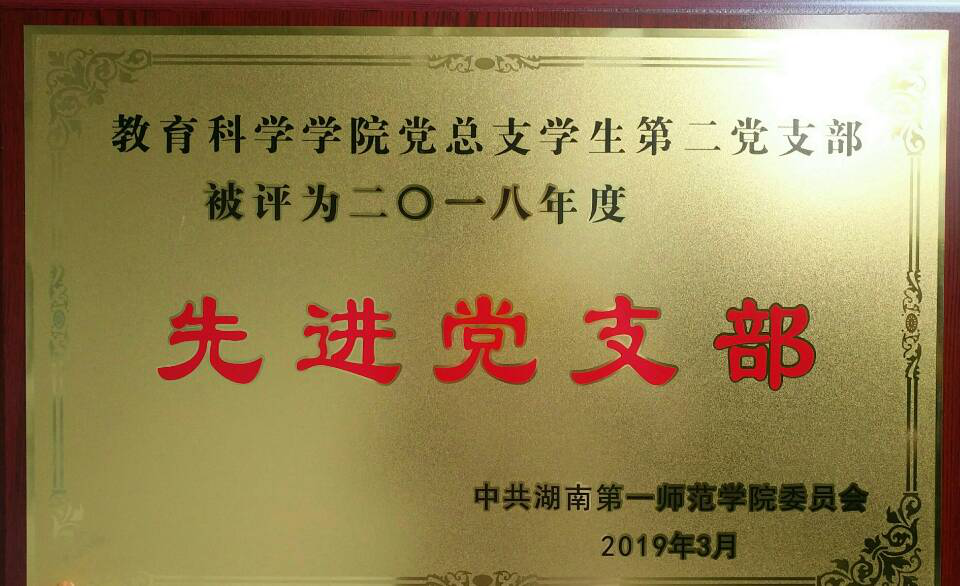 教育科学学院党总支学生第二党支部
被评为二〇一八年度
先进党支部
中共湖南第一师范学院委员会
2019年3月